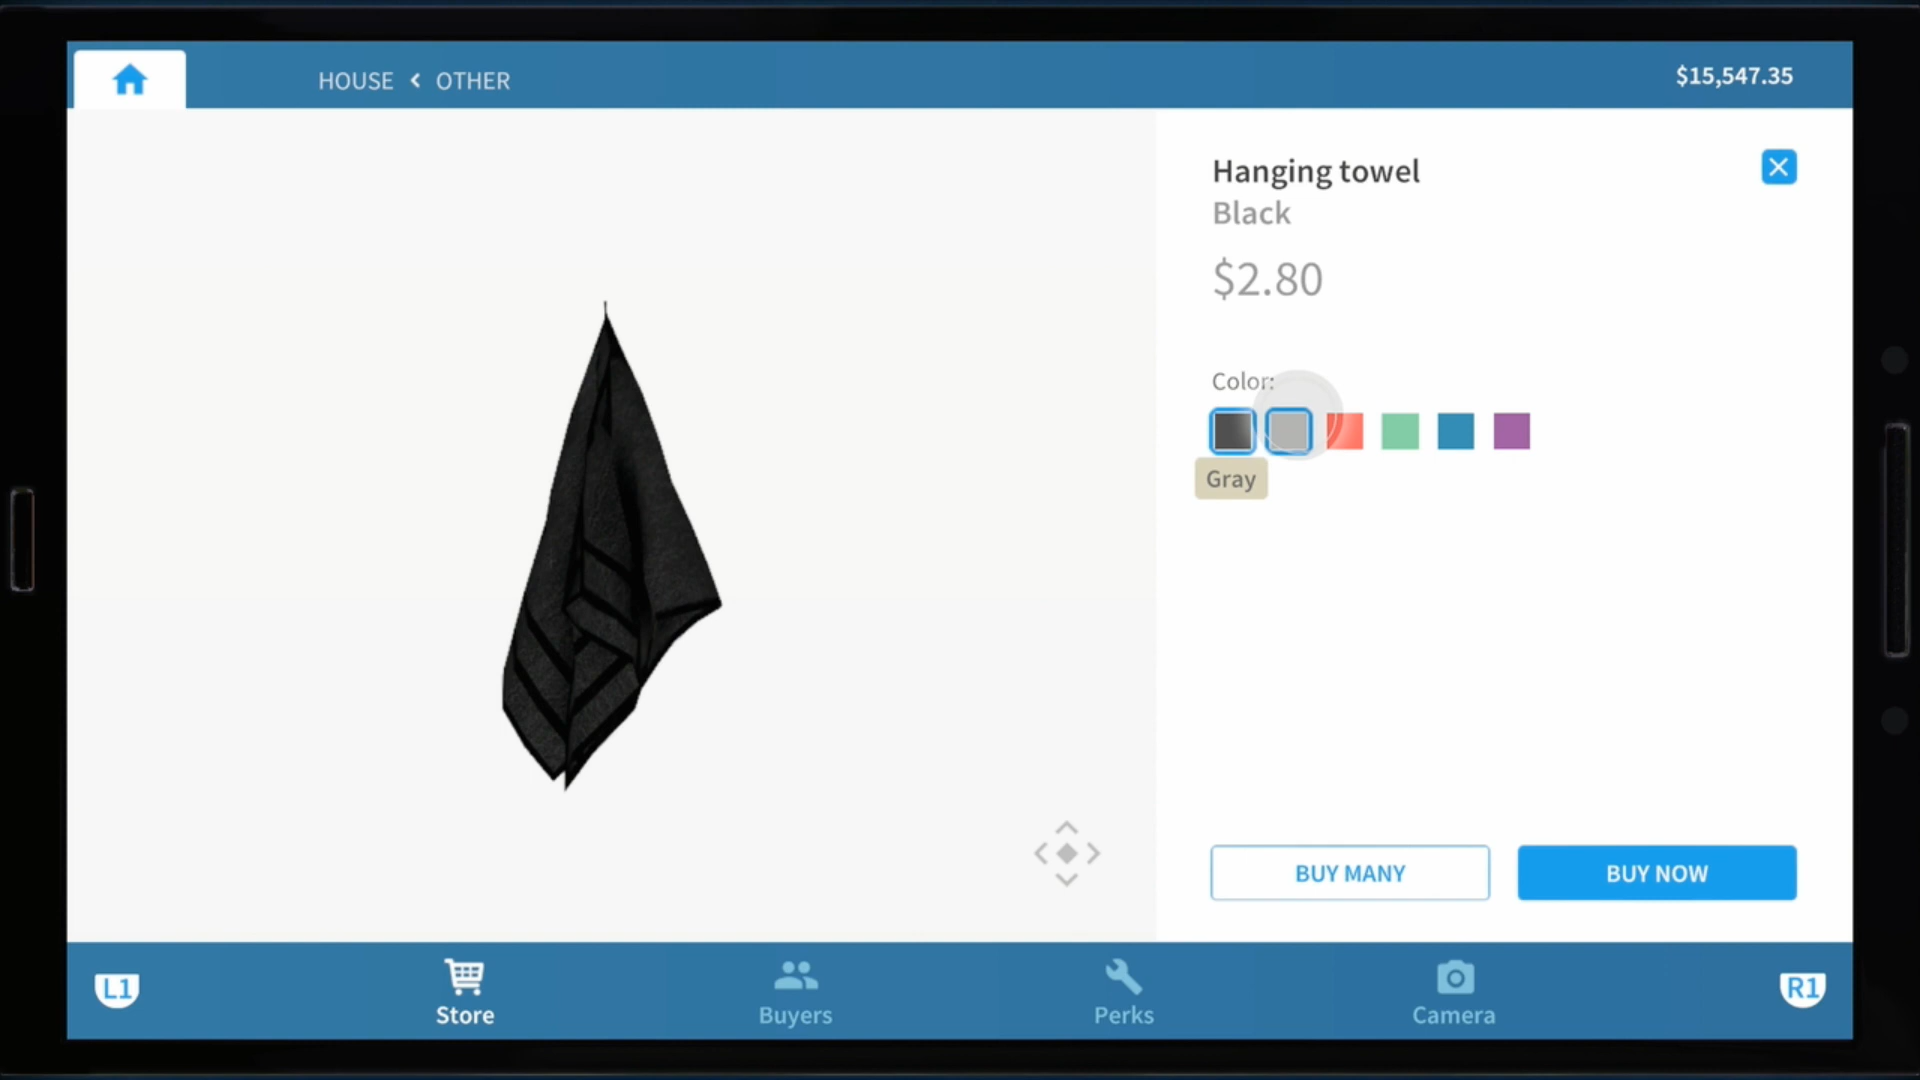 HOUSE < OTHER
$15,547.35
Hanging towel
Black
$2.80
Color:
Gray
BUY MANY
BUY NOW
L1
Store
Buyers
Perks
Camera
R1